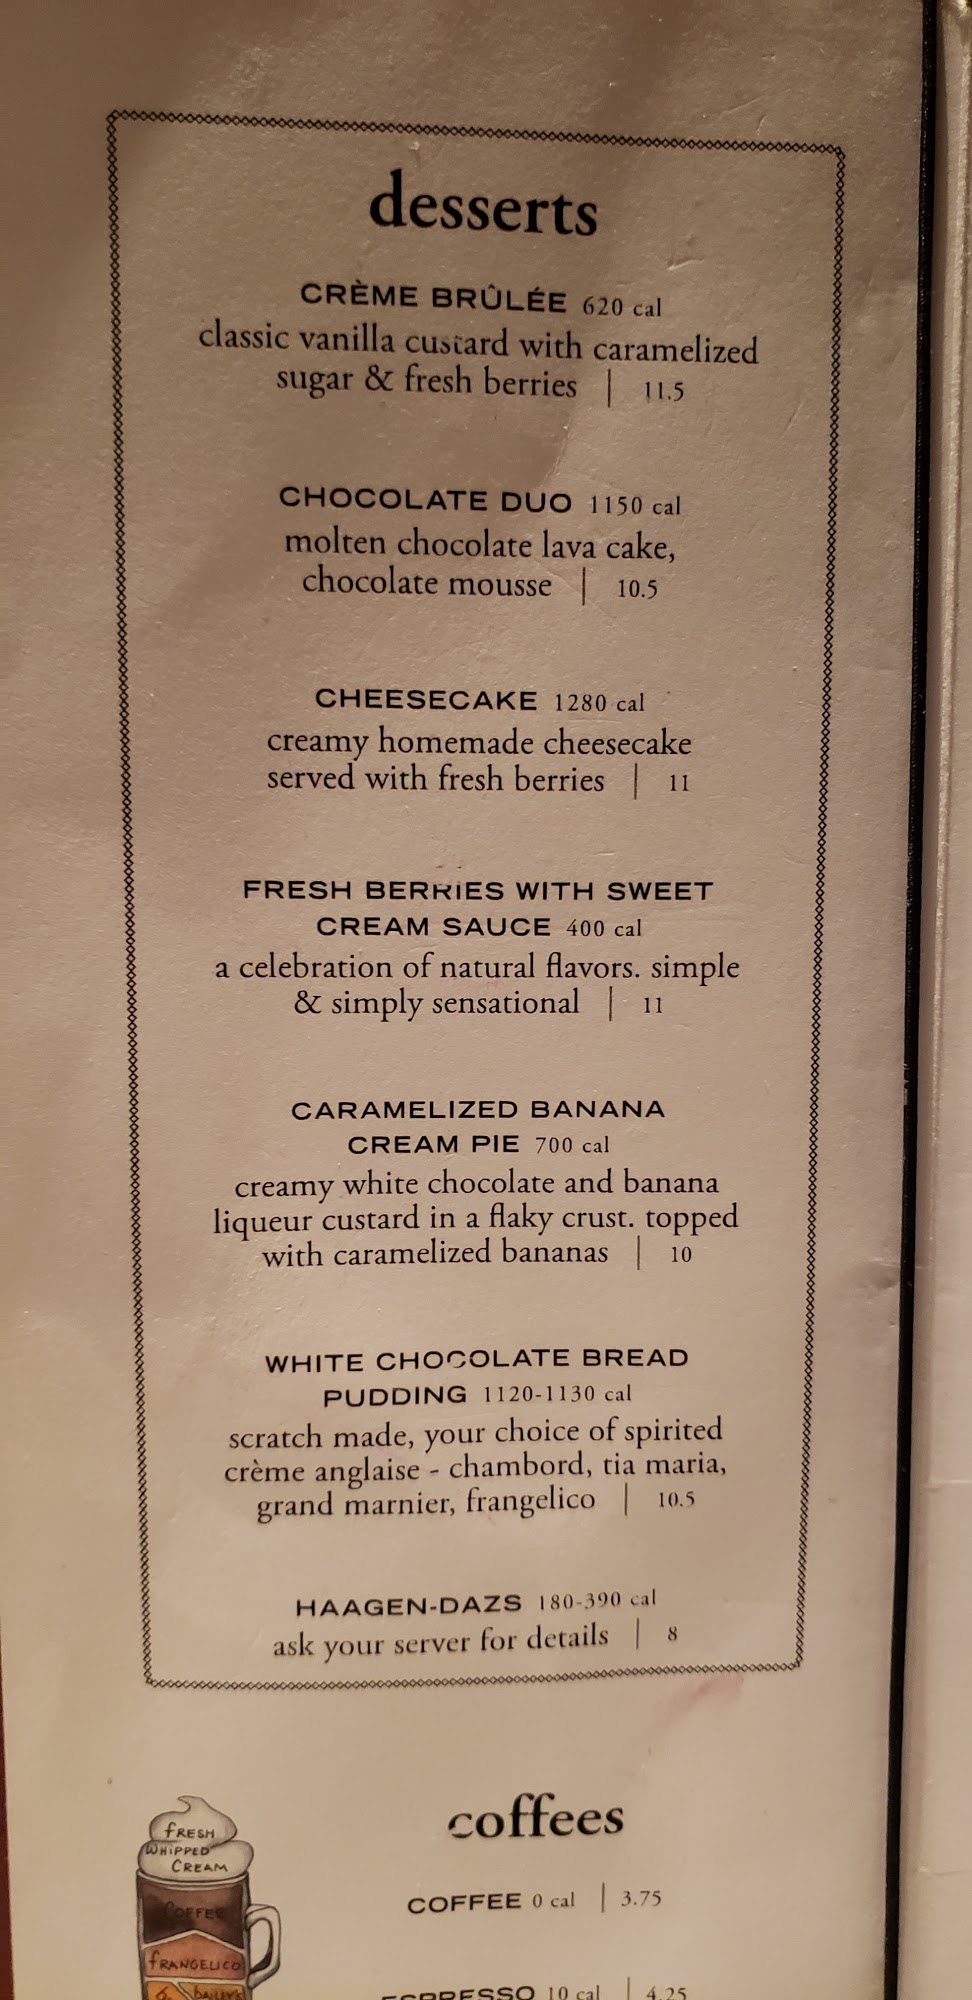 desserts
CRÈME BRÛLÉE 620 cal
classic vanilla custard with caramelized
sugar & fresh berries | 11.5
CHOCOLATE DUO 1150 cal
molten chocolate lava cake,
chocolate mousse | 10.5
CHEESECAKE 1280 cal
creamy homemade cheesecake
served with fresh berries | 11
FRESH BERRIES WITH SWEET
CREAM SAUCE 400 cal
a celebration of natural flavors. simple
& simply sensational | 11
CARAMELIZED BANANA
CREAM PIE 700 cal
creamy white chocolate and banana
liqueur custard in a flaky crust. topped
with caramelized bananas | 10
WHITE CHOCOLATE BREAD
PUDDING 1120-1130 cal
scratch made, your choice of spirited
crème anglaise - chambord, tia maria,
grand marnier, frangelico | 10.5
HAAGEN-DAZS 180-390 cal
ask your server for details | 8
coffees
FRESH
WHIPPED
CREAM
COFFEE
FRANGELICO
BAILEY'S
COFFEE 0 cal | 3.75
ESPRESSO 10 cal | 4.25